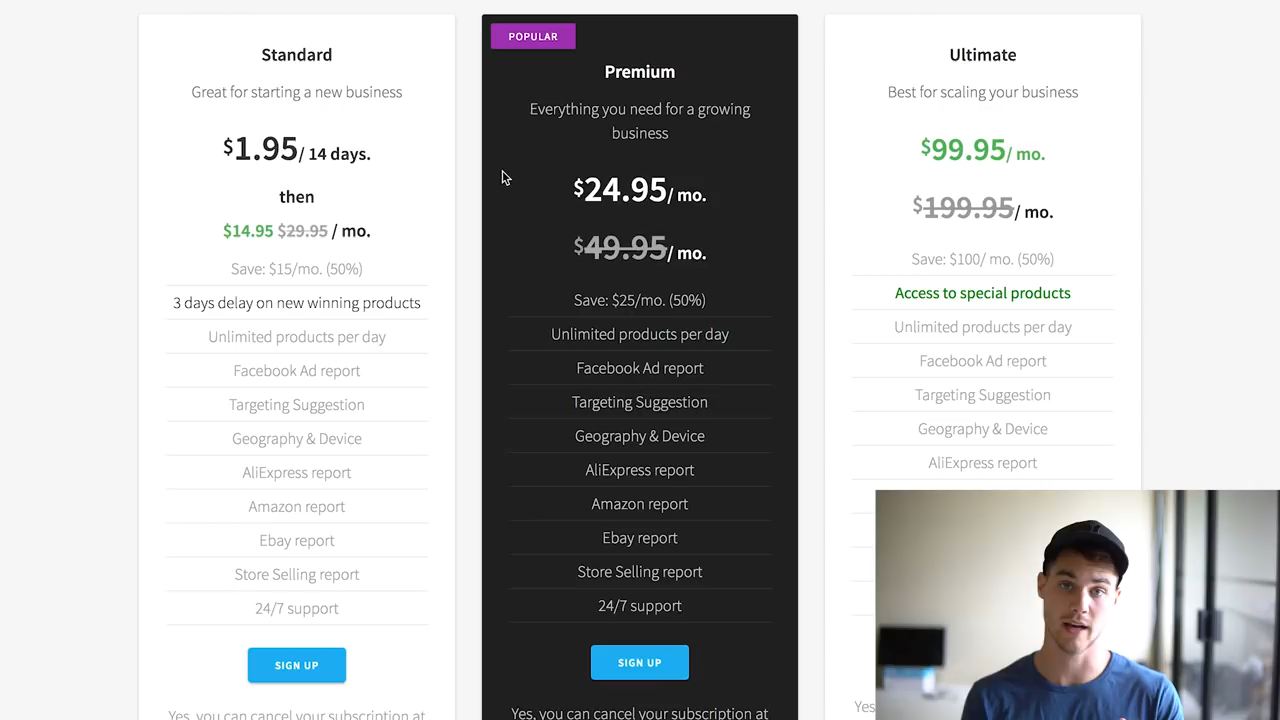 Standard
Great for starting a new business
$1.95/ 14 days.
then
$14.95 $29.95 / mo.
Save: $15/mo. (50%)
3 days delay on new winning products
Unlimited products per day
Facebook Ad report
Targeting Suggestion
Geography & Device
AliExpress report
Amazon report
Ebay report
Store Selling report
24/7 support
SIGN UP
Yes, you can cancel your subscription at
POPULAR
Premium
Everything you need for a growing
business
$24.95/ mo.
$49.95/ mo.
Save: $25/mo. (50%)
Unlimited products per day
Facebook Ad report
Targeting Suggestion
Geography & Device
AliExpress report
Amazon report
Ebay report
Store Selling report
24/7 support
SIGN UP
Yes, you can cancel your subscription at
Ultimate
Best for scaling your business
$99.95/ mo.
$199.95/ mo.
Save: $100/ mo. (50%)
Access to special products
Unlimited products per day
Facebook Ad report
Targeting Suggestion
Geography & Device
AliExpress report
Yes